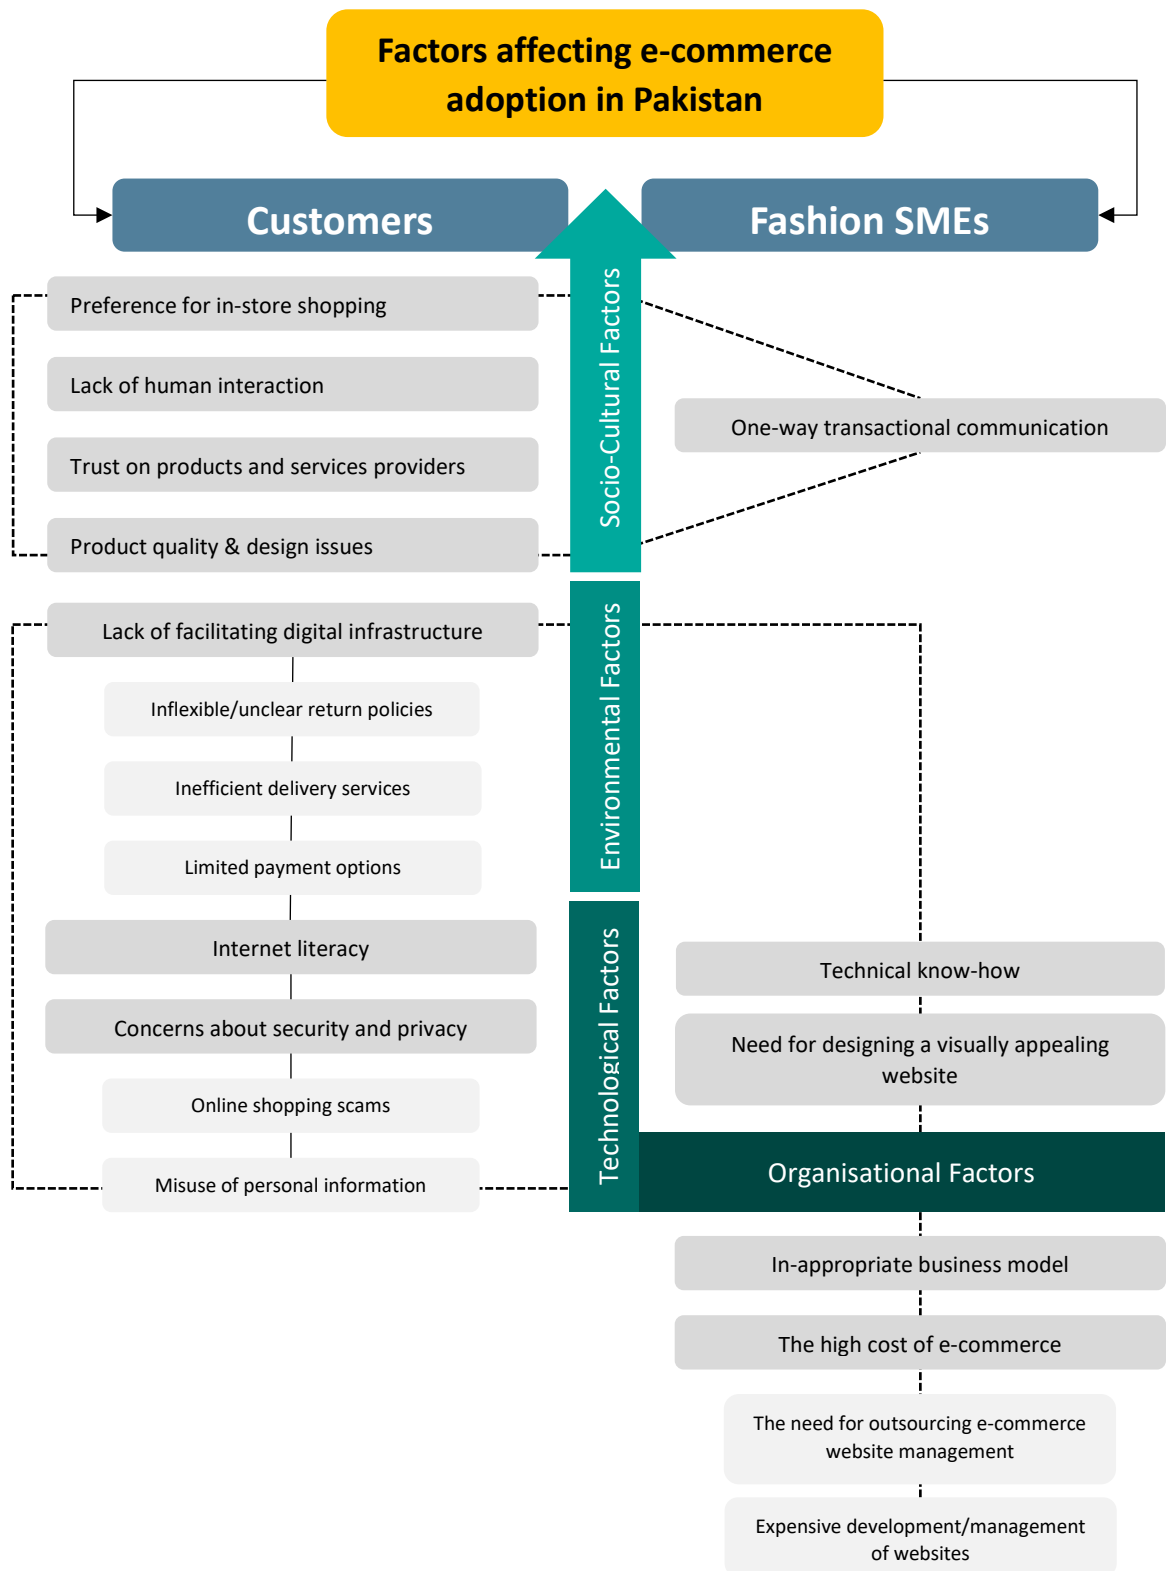 Factors affecting e-commerce
adoption in Pakistan
Customers
Fashion SMEs
Socio-Cultural Factors
Preference for in-store shopping
Lack of human interaction
Trust on products and services providers
Product quality & design issues
One-way transactional communication
Environmental Factors
Lack of facilitating digital infrastructure
Inflexible/unclear return policies
Inefficient delivery services
Limited payment options
Technological Factors
Internet literacy
Concerns about security and privacy
Online shopping scams
Misuse of personal information
Technical know-how
Need for designing a visually appealing
website
Organisational Factors
In-appropriate business model
The high cost of e-commerce
The need for outsourcing e-commerce
website management
Expensive development/management
of websites